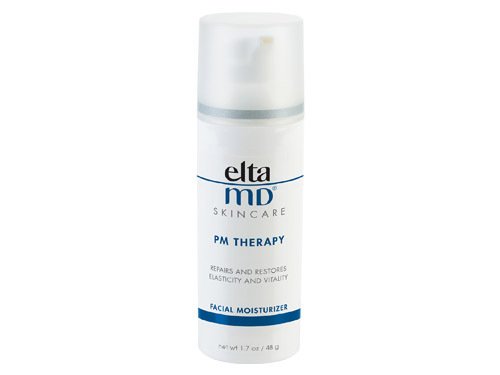 elta
MD®
SKINCARE
PM THERAPY
REPAIRS AND RESTORES
ELASTICITY AND VITALITY
FACIAL MOISTURIZER
net wt 1.7 oz / 48 g